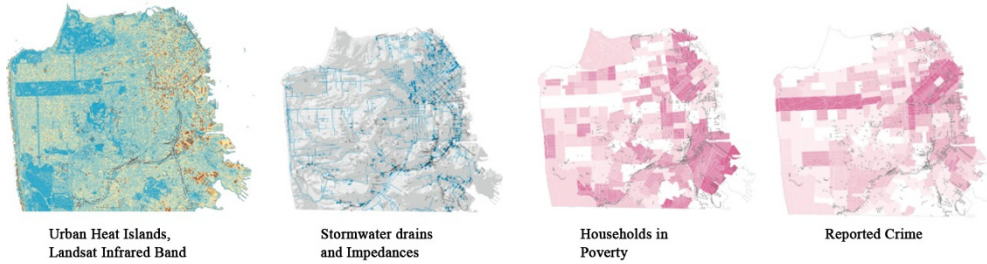 Urban Heat Islands,
Landsat Infrared Band
Stormwater drains
and Impedances
Households in
Poverty
Reported Crime